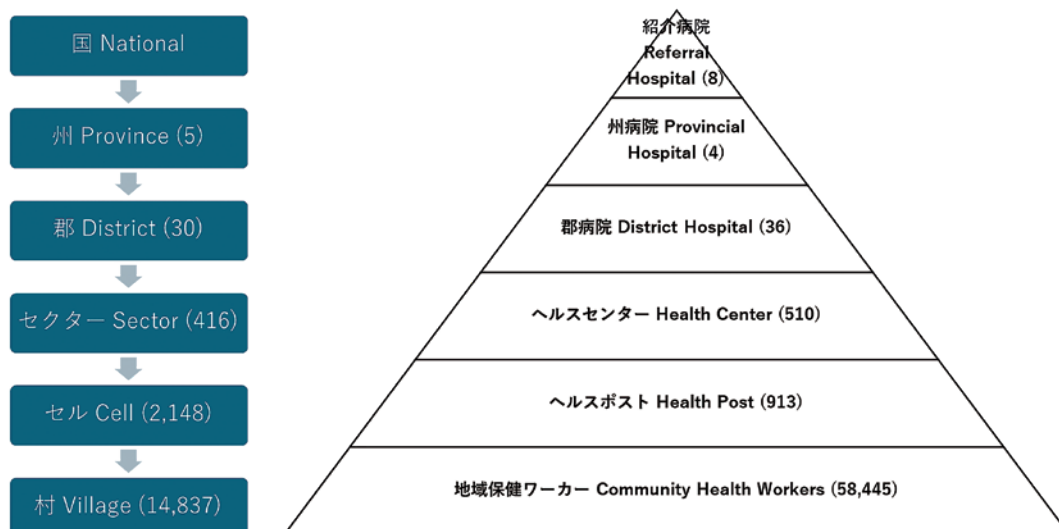 国 National
州 Province (5)
郡 District (30)
セクター Sector (416)
セル Cell (2,148)
村 Village (14,837)
紹介病院
Referral
Hospital (8)
州病院 Provincial
Hospital (4)
郡病院 District Hospital (36)
ヘルスセンター Health Center (510)
ヘルスポスト Health Post (913)
地域保健ワーカー Community Health Workers (58,445)